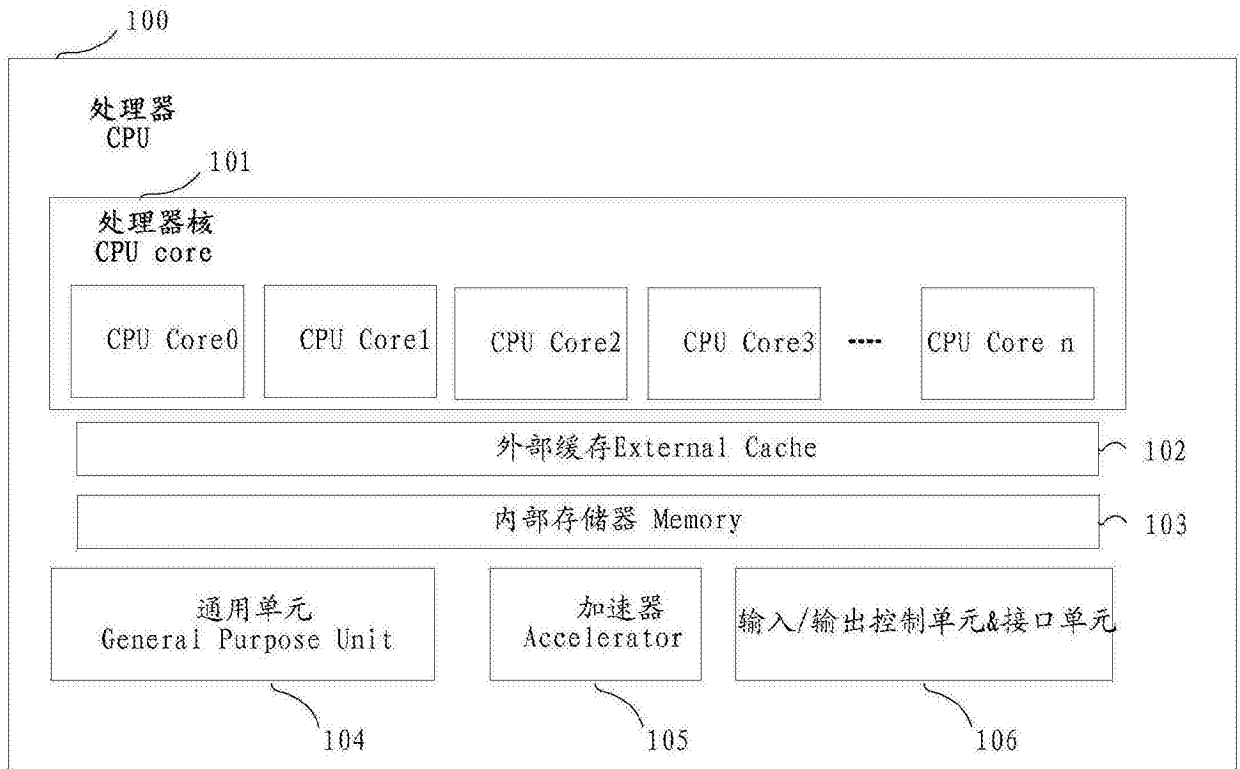 100
处理器
CPU
101
处理器核
CPU core
CPU Core0
CPU Core1
CPU Core2
CPU Core3
----
CPU Core n
外部缓存External Cache
102
内部存储器 Memory
103
通用单元
General Purpose Unit
加速器
Accelerator
输入/输出控制单元&接口单元
104
105
106